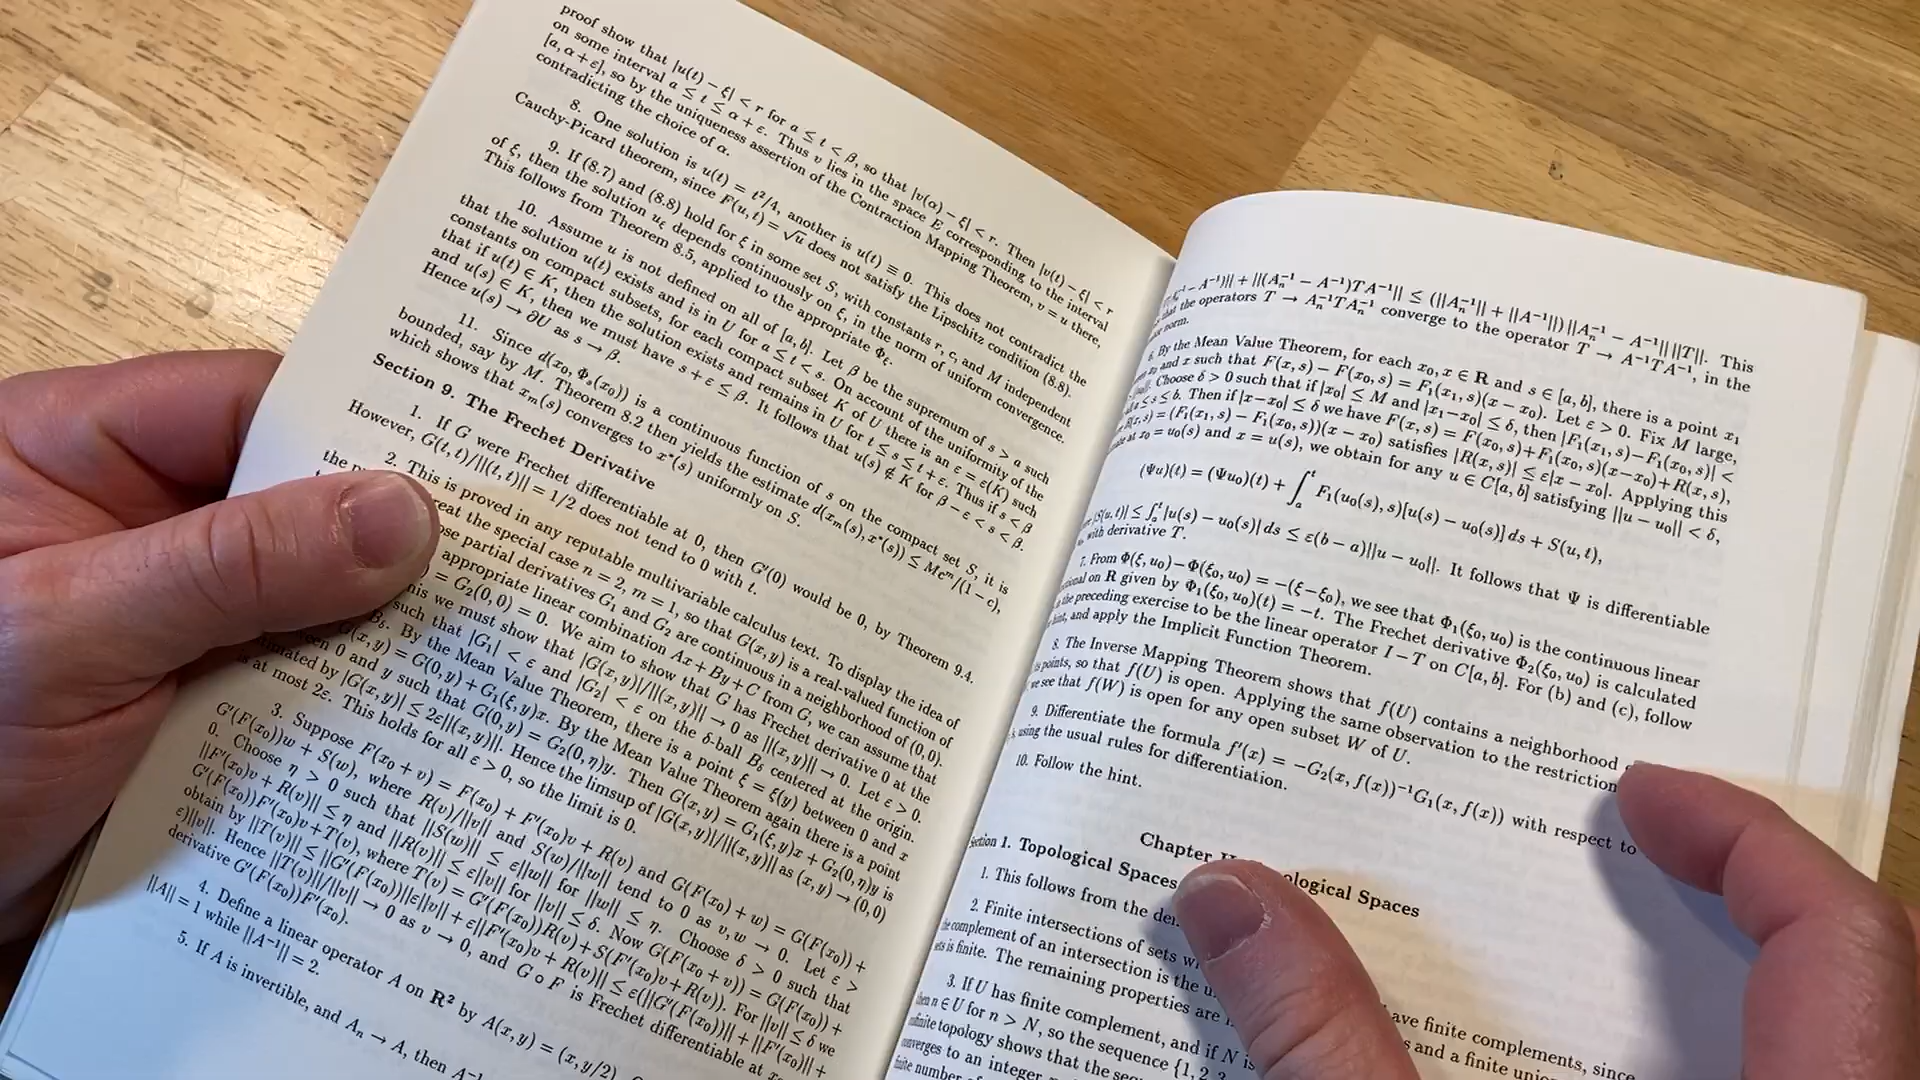 proof show that |u(t) − ξ| < r for a ≤ t < β, so that |v(α) − ξ| < r. Then |v(t) − ξ| < r
on some interval a ≤ t ≤ α + ε. Thus v lies in the space E corresponding to the interval
[a, α + ε], so by the uniqueness assertion of the Contraction Mapping Theorem, v = u there,
contradicting the choice of α.
8. One solution is u(t) = t²/4, another is u(t) ≡ 0. This does not contradict the
Cauchy-Picard theorem, since F(u, t) = √u does not satisfy the Lipschitz condition (8.8).
9. If (8.7) and (8.8) hold for ξ in some set S, with constants r, c, and M independent
of ξ, then the solution u_ξ depends continuously on ξ, in the norm of uniform convergence.
This follows from Theorem 8.5, applied to the appropriate Φ_ξ.
10. Assume u is not defined on all of [a, b]. Let β be the supremum of s > a such
that the solution u(t) exists and is in U for a ≤ t < s. On account of the uniformity of the
constants on compact subsets, for each compact subset K of U there is an ε = ε(K) such
that if u(t) ∈ K, then the solution exists and remains in U for t ≤ s ≤ t + ε. Thus if s < β
and u(s) ∈ K, then we must have s + ε ≤ β. It follows that u(s) ∉ K for β − ε < s < β.
Hence u(s) → ∂U as s → β.
11. Since d(x₀, Φ_s(x₀)) is a continuous function of s on the compact set S, it is
bounded, say by M. Theorem 8.2 then yields the estimate d(x_m(s), x*(s)) ≤ Mc^m/(1 − c),
which shows that x_m(s) converges to x*(s) uniformly on S.
Section 9. The Frechet Derivative
1. If G were Frechet differentiable at 0, then G′(0) would be 0, by Theorem 9.4.
However, G(t, t)/||(t, t)|| = 1/2 does not tend to 0 with t.
2. This is proved in any reputable multivariable calculus text. To display the idea of
the treat the special case n = 2, m = 1, so that G(x, y) is a real-valued function of
partial derivatives G₁ and G₂ are continuous in a neighborhood of (0, 0).
appropriate linear combination Ax + By + C from G, we can assume that
= G₂(0, 0) = 0. We aim to show that G has Frechet derivative 0 at the
this we must show that |G(x, y)|/||(x, y)|| → 0 as ||(x, y)|| → 0. Let ε > 0.
such that |G₁| < ε and |G₂| < ε on the δ-ball B_δ centered at the origin.
B_δ. By the Mean Value Theorem, there is a point ξ = ξ(y) between 0 and x
G(x, y) = G(0, y) + G₁(ξ, y)x. By the Mean Value Theorem again there is a point
between 0 and y such that G(0, y) = G₂(0, η)y. Then G(x, y) = G₁(ξ, y)x + G₂(0, η)y is
estimated by |G(x, y)| ≤ 2ε||(x, y)||. Hence the limsup of |G(x, y)|/||(x, y)|| as (x, y) → (0, 0)
is at most 2ε. This holds for all ε > 0, so the limit is 0.
3. Suppose F(x₀ + v) = F(x₀) + F′(x₀)v + R(v) and G(F(x₀) + w) = G(F(x₀)) +
G′(F(x₀))w + S(w), where R(v)/||v|| and S(w)/||w|| tend to 0 as v, w → 0. Let ε >
0. Choose η > 0 such that ||S(w)|| ≤ ε||w|| for ||w|| ≤ η. Choose δ > 0 such that
||F′(x₀)v + R(v)|| ≤ η and ||R(v)|| ≤ ε||v|| for ||v|| ≤ δ. Now G(F(x₀ + v)) = G(F(x₀)) +
G′(F(x₀))F′(x₀)v + T(v), where T(v) = G′(F(x₀))R(v) + S(F′(x₀)v + R(v)). For ||v|| ≤ δ we
obtain by ||T(v)|| ≤ ||G′(F(x₀))||ε||v|| + ε||F′(x₀)v + R(v)|| ≤ ε(||G′(F(x₀))|| + ||F′(x₀)|| +
ε)||v||. Hence ||T(v)||/||v|| → 0 as v → 0, and G ∘ F is Frechet differentiable at x₀
derivative G′(F(x₀))F′(x₀).
4. Define a linear operator A on R² by A(x, y) = (x, y/2)
||A|| = 1 while ||A⁻¹|| = 2.
5. If A is invertible, and A_n → A, then A⁻¹
− A⁻¹)|| + ||(A_n⁻¹ − A⁻¹)TA⁻¹|| ≤ (||A_n⁻¹|| + ||A⁻¹||) ||A_n⁻¹ − A⁻¹|| ||T||. This
that the operators T → A_n⁻¹TA_n⁻¹ converge to the operator T → A⁻¹TA⁻¹, in the
norm.
6. By the Mean Value Theorem, for each x₀, x ∈ R and s ∈ [a, b], there is a point x₁
x₀ and x such that F(x, s) − F(x₀, s) = F₁(x₁, s)(x − x₀). Let ε > 0. Fix M large,
Choose δ > 0 such that if |x₀| ≤ M and |x₁ − x₀| ≤ δ, then |F₁(x₁, s) − F₁(x₀, s)| <
≤ s ≤ b. Then if |x − x₀| ≤ δ we have F(x, s) = F(x₀, s) + F₁(x₀, s)(x − x₀) + R(x, s),
R(x, s) = (F₁(x₁, s) − F₁(x₀, s))(x − x₀) satisfies |R(x, s)| ≤ ε|x − x₀|. Applying this
at x₀ = u₀(s) and x = u(s), we obtain for any u ∈ C[a, b] satisfying ||u − u₀|| < δ,
(Ψu)(t) = (Ψu₀)(t) + ∫_a^t F₁(u₀(s), s)[u(s) − u₀(s)] ds + S(u, t),
|S(u, t)| ≤ ∫_a^t |u(s) − u₀(s)| ds ≤ ε(b − a)||u − u₀||. It follows that Ψ is differentiable
with derivative T.
7. From Φ(ξ, u₀) − Φ(ξ₀, u₀) = −(ξ − ξ₀), we see that Φ₁(ξ₀, u₀) is the continuous linear
on R given by Φ₁(ξ₀, u₀)(t) = −t. The Frechet derivative Φ₂(ξ₀, u₀) is calculated
the preceding exercise to be the linear operator I − T on C[a, b]. For (b) and (c), follow
hint, and apply the Implicit Function Theorem.
8. The Inverse Mapping Theorem shows that f(U) contains a neighborhood
points, so that f(U) is open. Applying the same observation to the restriction
we see that f(W) is open for any open subset W of U.
9. Differentiate the formula f′(x) = −G₂(x, f(x))⁻¹G₁(x, f(x)) with respect to
using the usual rules for differentiation.
10. Follow the hint.
Chapter ological Spaces
Section 1. Topological Spaces
1. This follows from the
2. Finite intersections of sets ave finite complements, since
the complement of an intersection is the s and a finite
sets is finite. The remaining properties are
3. If U has finite complement, and if N is
then n ∈ U for n > N, so the sequence {1, 2, 3
topology shows that the
converges to an integer
finite number of